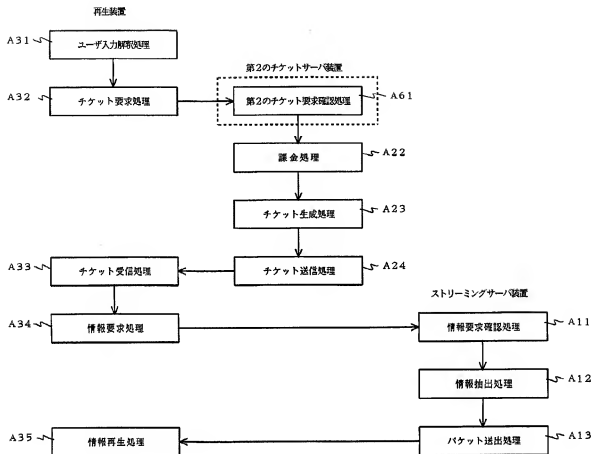 再生装置
A31
ユーザ入力解釈処理
第2のチケットサーバ装置
A32
チケット要求処理
第2のチケット要求確認処理
A61
課金処理
A22
チケット生成処理
A23
A33
チケット受信処理
チケット送信処理
A24
ストリーミングサーバ装置
A34
情報要求処理
情報要求確認処理
A11
情報抽出処理
A12
A35
情報再生処理
パケット送出処理
A13